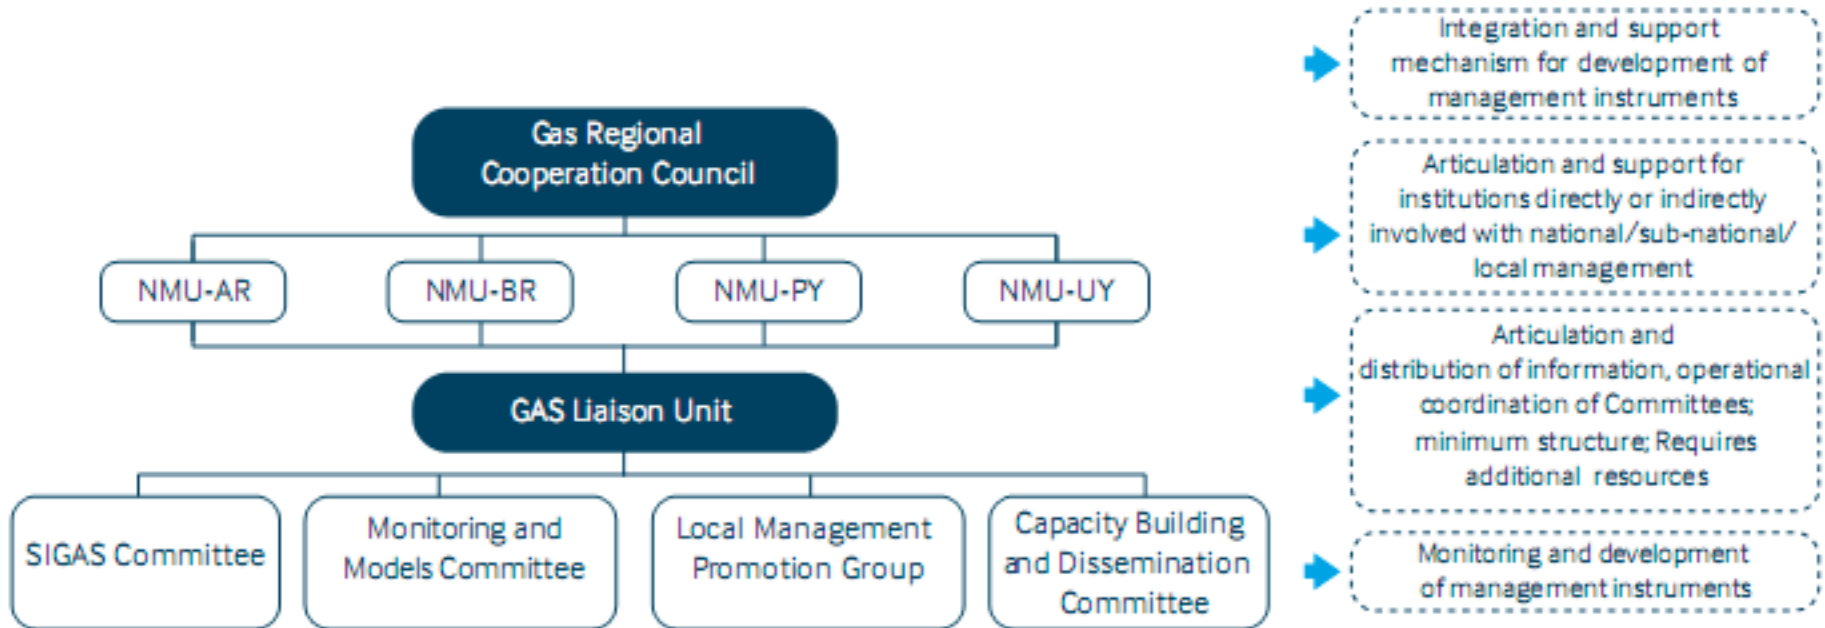 Gas Regional
Cooperation Council
NMU-AR
NMU-BR
NMU-PY
NMU-UY
GAS Liaison Unit
SIGAS Committee
Monitoring and
Models Committee
Local Management
Promotion Group
Capacity Building
and Dissemination
Committee
Integration and support
mechanism for development of
management instruments
Articulation and support for
institutions directly or indirectly
involved with national/sub-national/
local management
Articulation and
distribution of information, operational
coordination of Committees;
minimum structure; Requires
additional resources
Monitoring and development
of management instruments